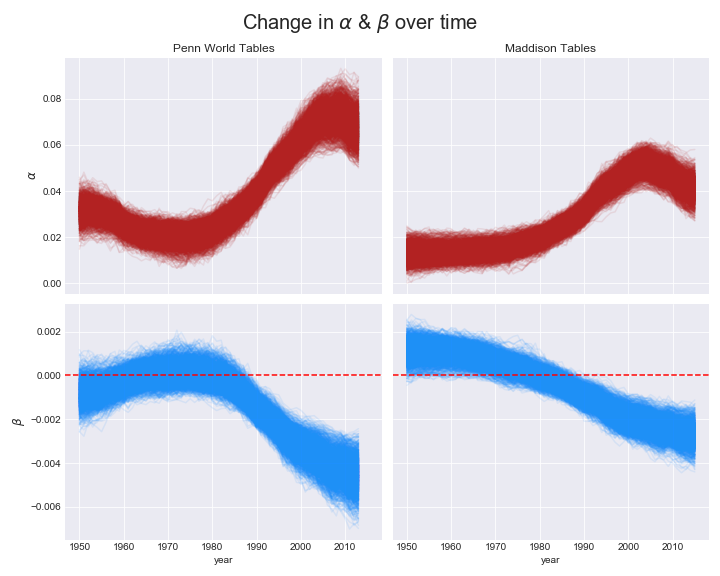 Change in α & β over time
Penn World Tables
Maddison Tables
α
0.08
0.06
0.04
0.02
0.00
β
0.002
0.000
−0.002
−0.004
−0.006
1950 1960 1970 1980 1990 2000 2010
1950 1960 1970 1980 1990 2000 2010
year
year